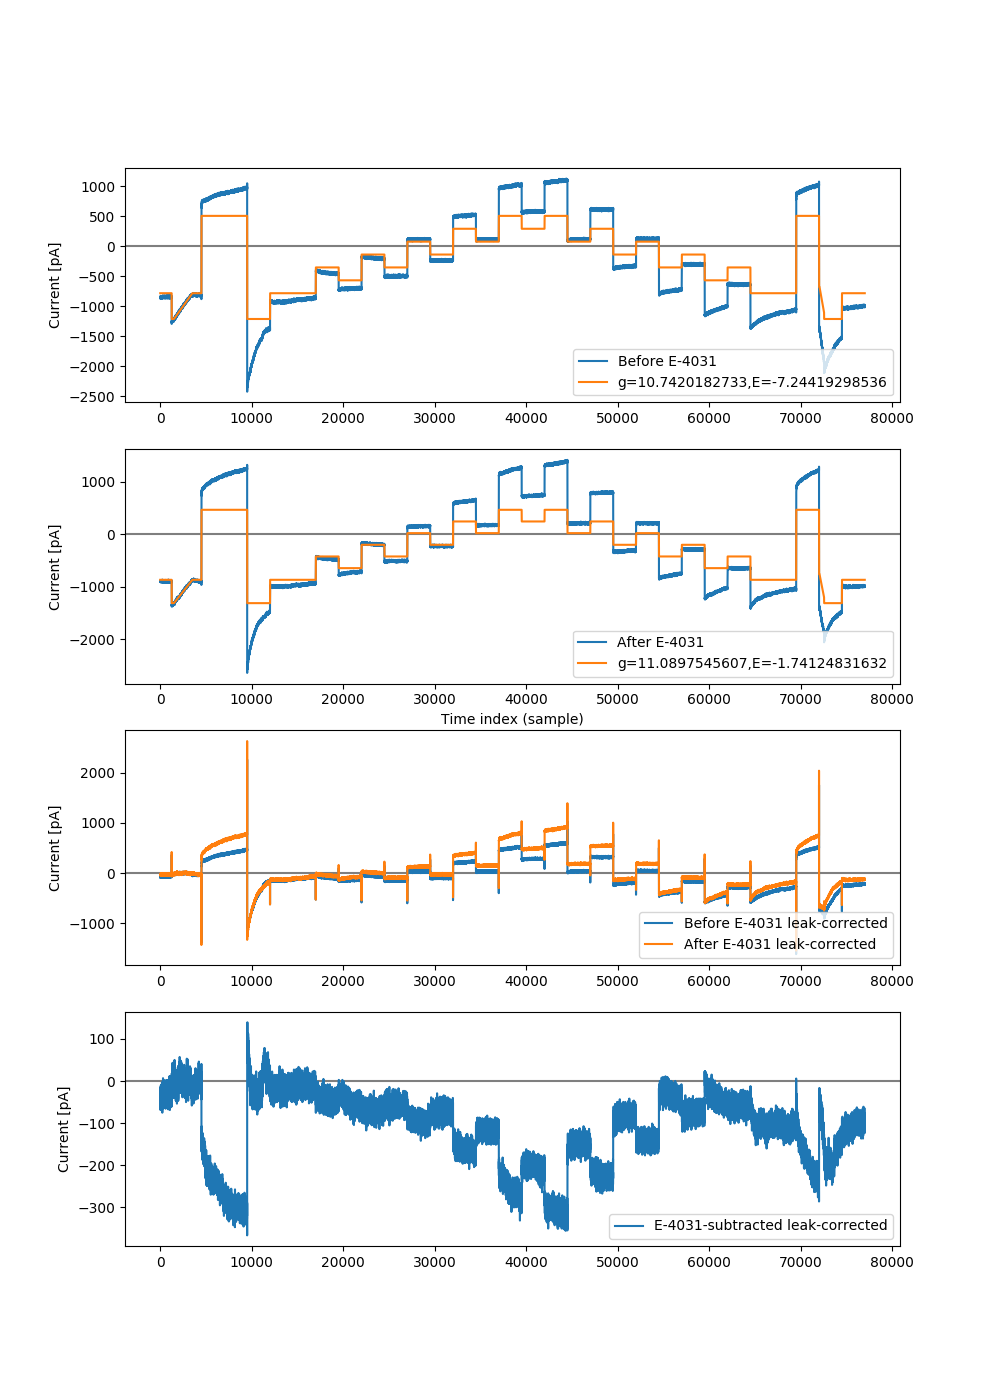 1000
500
0
−500
−1000
−1500
−2000
−2500
Current [pA]
Before E-4031
g=10.7420182733,E=-7.24419298536
0 10000 20000 30000 40000 50000 60000 70000 80000
1000
0
−1000
−2000
Current [pA]
After E-4031
g=11.0897545607,E=-1.74124831632
0 10000 20000 30000 40000 50000 60000 70000 80000
Time index (sample)
2000
1000
0
−1000
Current [pA]
Before E-4031 leak-corrected
After E-4031 leak-corrected
0 10000 20000 30000 40000 50000 60000 70000 80000
100
0
−100
−200
−300
Current [pA]
E-4031-subtracted leak-corrected
0 10000 20000 30000 40000 50000 60000 70000 80000